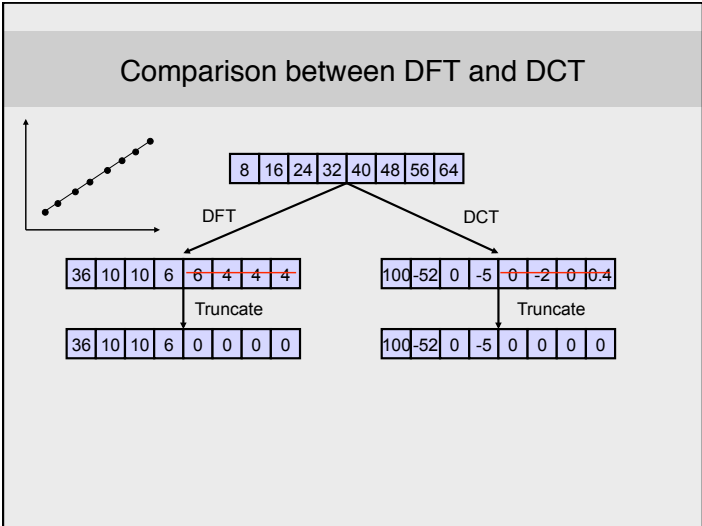 Comparison between DFT and DCT
8 16 24 32 40 48 56 64
DFT DCT
36 10 10 6 6 4 4 4 100 -52 0 -5 0 -2 0 0.4
Truncate Truncate
36 10 10 6 0 0 0 0 100 -52 0 -5 0 0 0 0